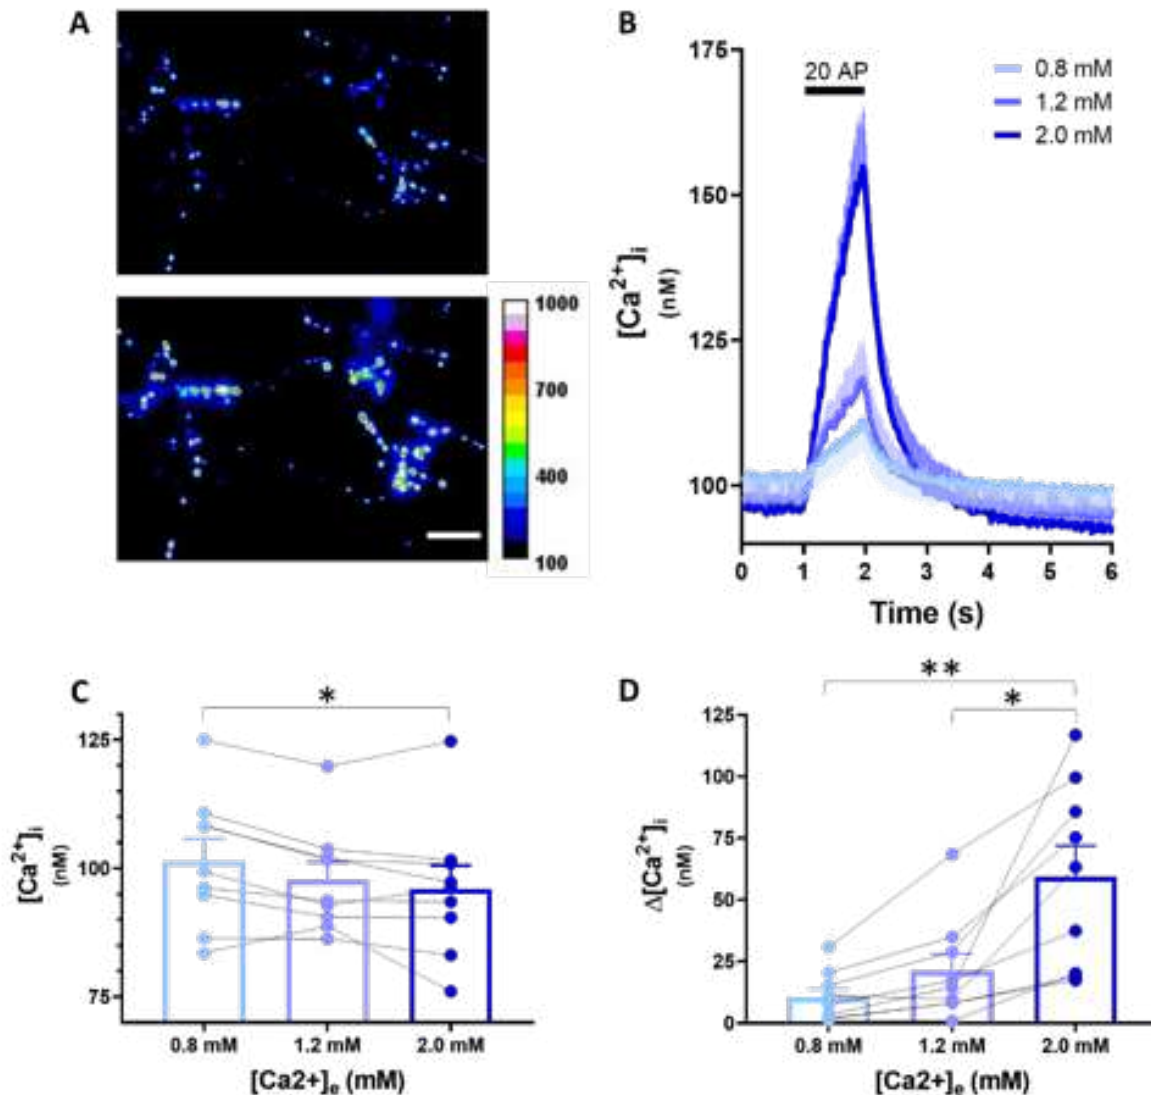 A
1000
700
400
100
B
175
150
125
100
[Ca2+]i
(nM)
20 AP
0.8 mM
1.2 mM
2.0 mM
0 1 2 3 4 5 6
Time (s)
C
*
125
100
75
[Ca2+]i
(nM)
0.8 mM 1.2 mM 2.0 mM
[Ca2+]e (mM)
D
**
*
125
100
75
50
25
0
Δ[Ca2+]i
(nM)
0.8 mM 1.2 mM 2.0 mM
[Ca2+]e (mM)